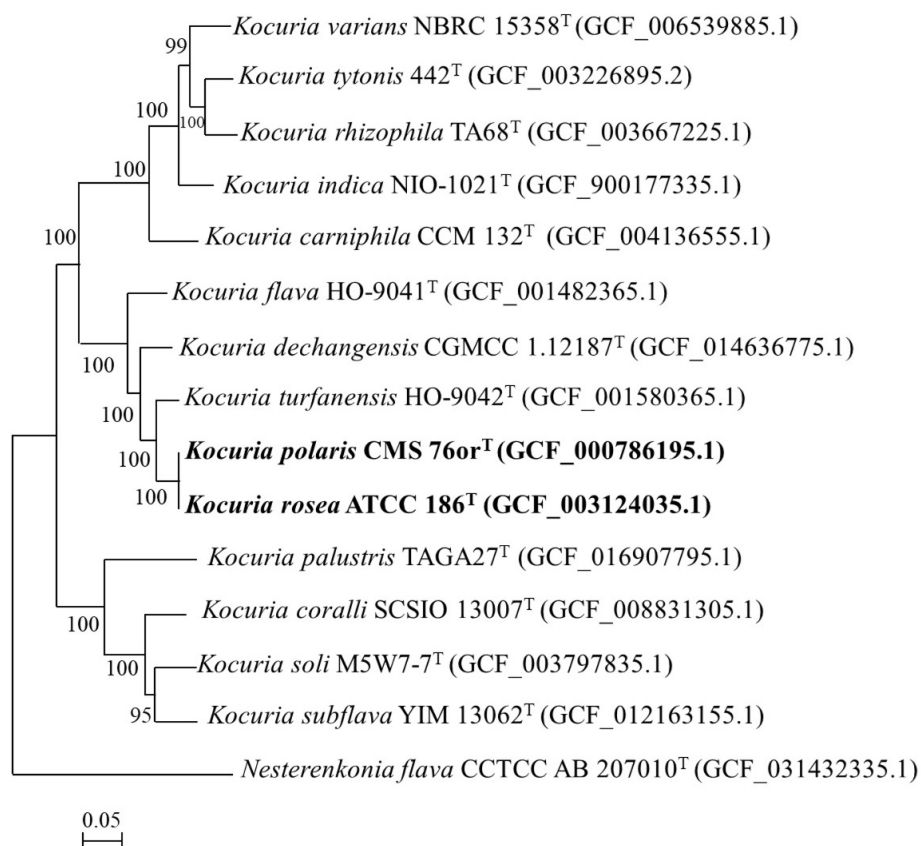 Kocuria varians NBRC 15358T (GCF_006539885.1)
99
Kocuria tytonis 442T (GCF_003226895.2)
100
100
Kocuria rhizophila TA68T (GCF_003667225.1)
100
Kocuria indica NIO-1021T (GCF_900177335.1)
100
Kocuria carniphila CCM 132T (GCF_004136555.1)
Kocuria flava HO-9041T (GCF_001482365.1)
100
Kocuria dechangensis CGMCC 1.12187T (GCF_014636775.1)
100
Kocuria turfanensis HO-9042T (GCF_001580365.1)
100
Kocuria polaris CMS 76orT (GCF_000786195.1)
100
Kocuria rosea ATCC 186T (GCF_003124035.1)
Kocuria palustris TAGA27T (GCF_016907795.1)
100
Kocuria coralli SCSIO 13007T (GCF_008831305.1)
100
Kocuria soli M5W7-7T (GCF_003797835.1)
95
Kocuria subflava YIM 13062T (GCF_012163155.1)
Nesterenkonia flava CCTCC AB 207010T (GCF_031432335.1)
0.05